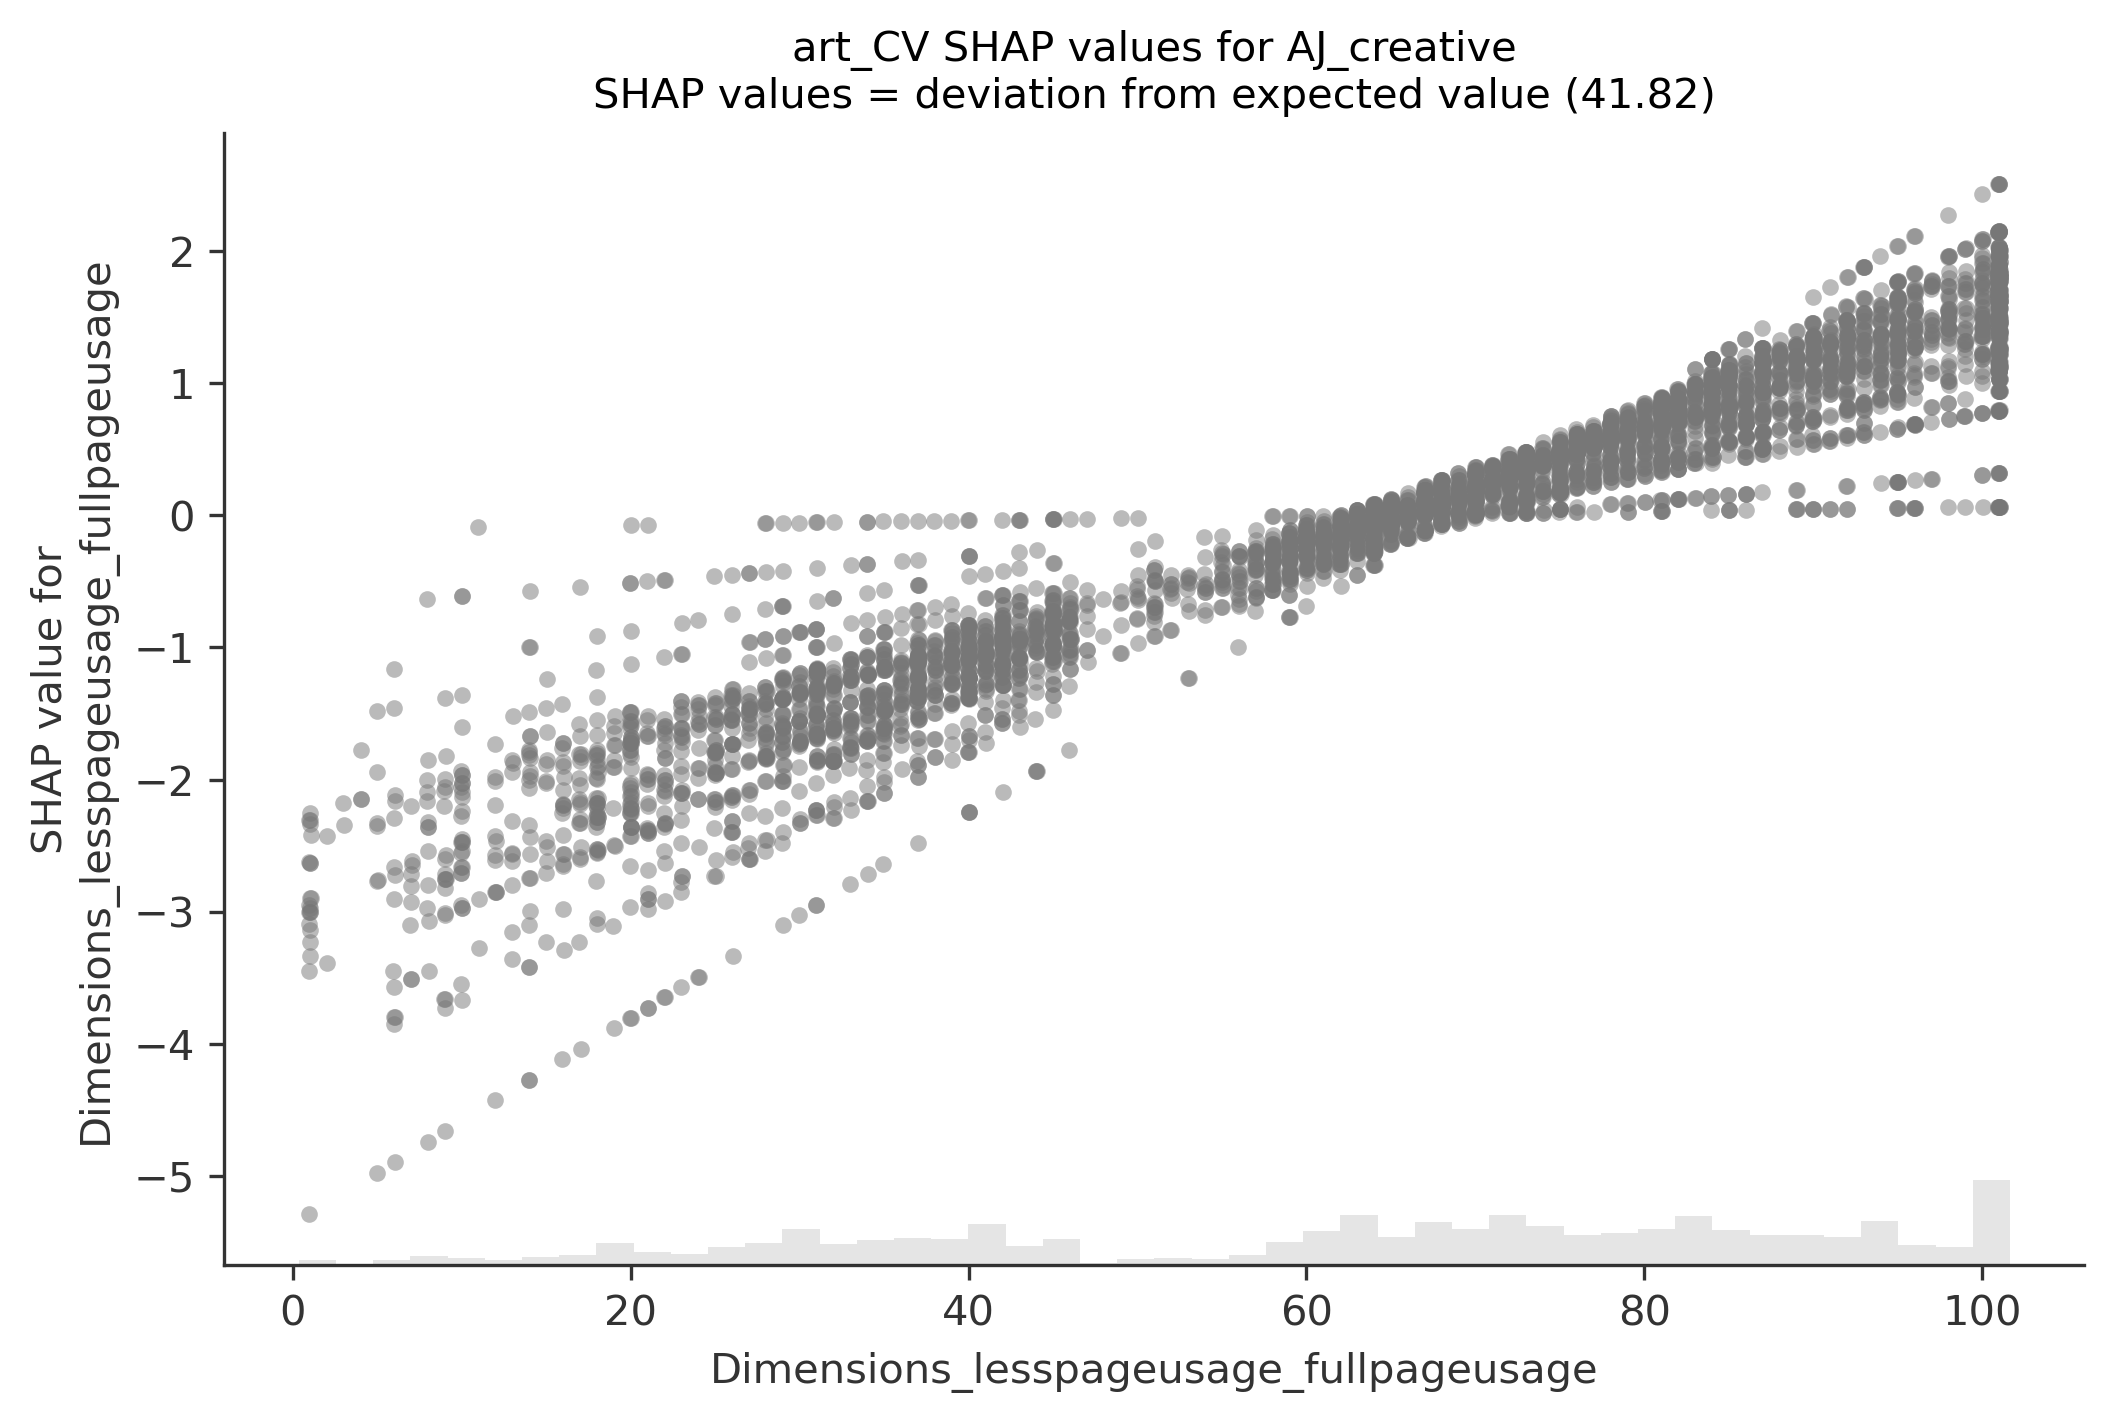 art_CV SHAP values for AJ_creative
SHAP values = deviation from expected value (41.82)
SHAP value for
Dimensions_lesspageusage_fullpageusage
2
1
0
−1
−2
−3
−4
−5
0 20 40 60 80 100
Dimensions_lesspageusage_fullpageusage